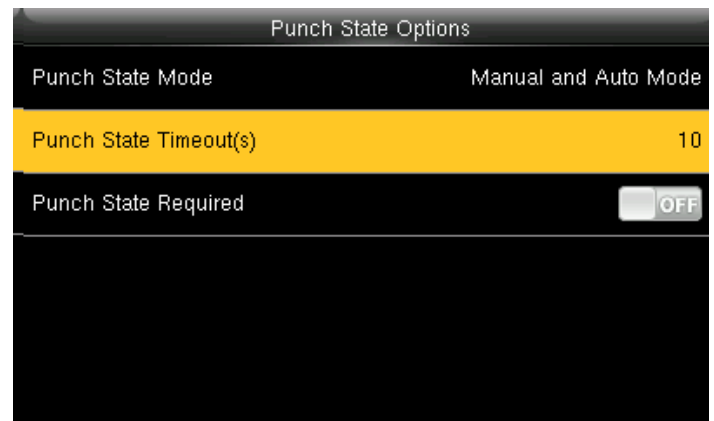 Punch State Options
Punch State Mode Manual and Auto Mode
Punch State Timeout(s) 10
Punch State Required OFF